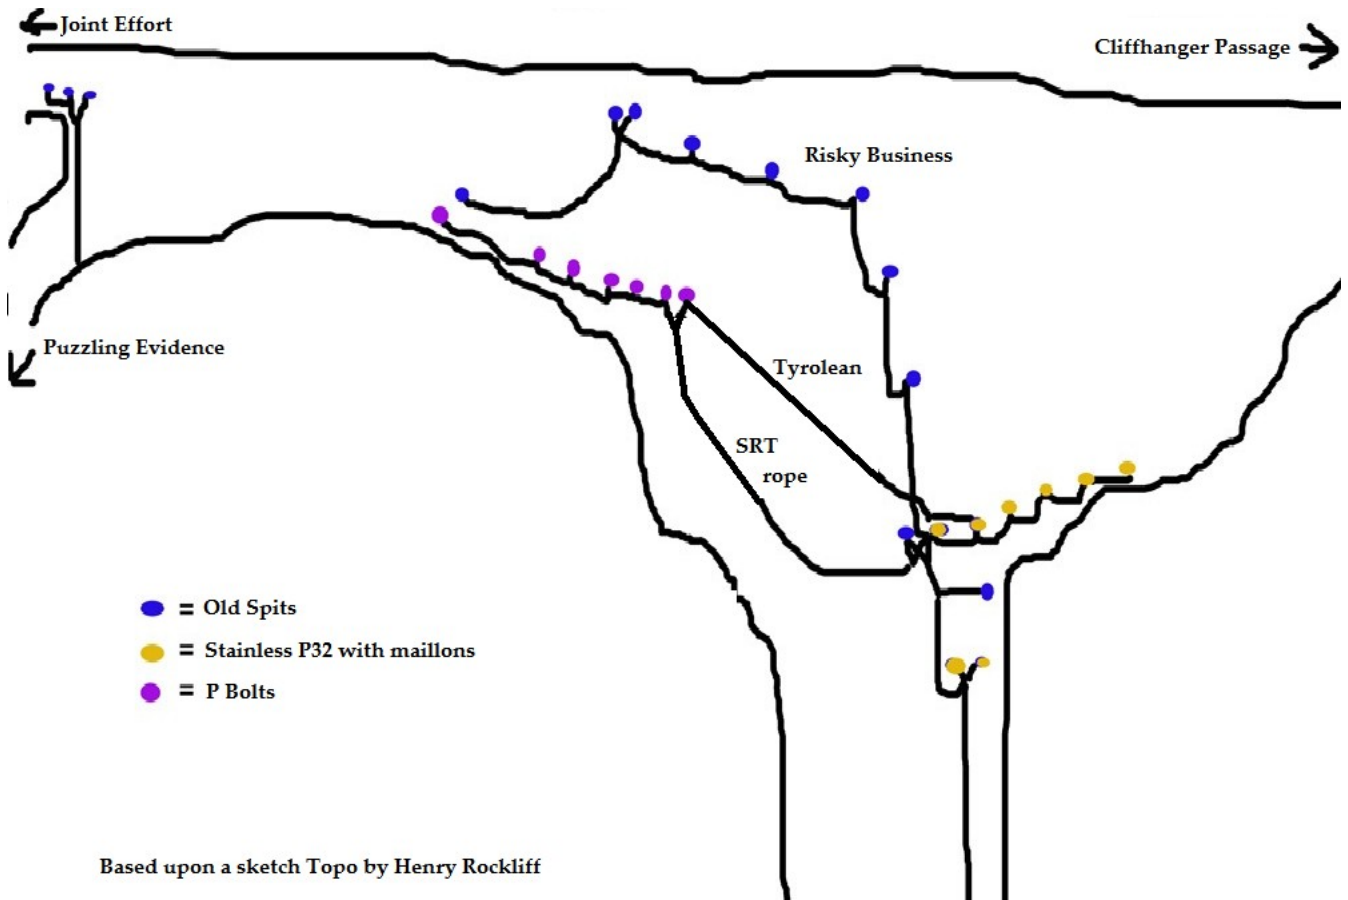 Joint Effort
Cliffhanger Passage
Risky Business
Puzzling Evidence
Tyrolean
SRT
rope
= Old Spits
= Stainless P32 with maillons
= P Bolts
Based upon a sketch Topo by Henry Rockliff